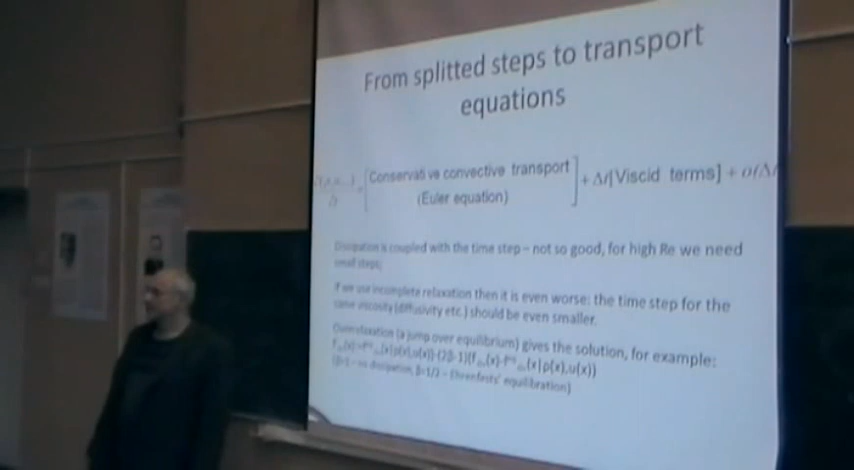 From splitted steps to transport
equations
Conservati ve convective transport
(Euler equation)
+ Δt[Viscid terms] + o(Δ
Dissipation is coupled with the time step – not so good, for high Re we need
small steps;
If we use incomplete relaxation then it is even worse: the time step for the
same viscosity (diffusivity etc.) should be even smaller.
Overrelaxation (a jump over equilibrium) gives the solution, for example:
(β=1 – no dissipation, β=1/2 – Ehrenfests' equilibration)